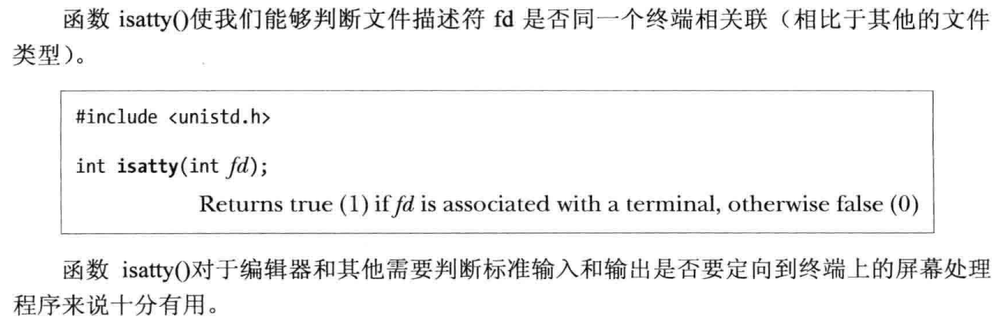 函数 isatty()使我们能够判断文件描述符 fd 是否同一个终端相关联（相比于其他的文件
类型）。
#include <unistd.h>
int isatty(int fd);
Returns true (1) if fd is associated with a terminal, otherwise false (0)
函数 isatty()对于编辑器和其他需要判断标准输入和输出是否要定向到终端上的屏幕处理
程序来说十分有用。